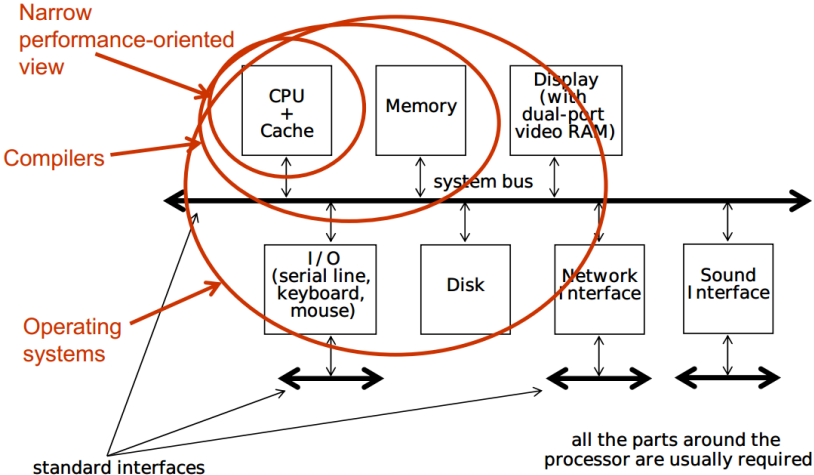 Narrow
performance-oriented
view
Compilers
Operating
systems
CPU
+
Cache
Memory
Display
(with
dual-port
video RAM)
system bus
I/O
(serial line,
keyboard,
mouse)
Disk
Network
Interface
Sound
Interface
standard interfaces
all the parts around the
processor are usually required